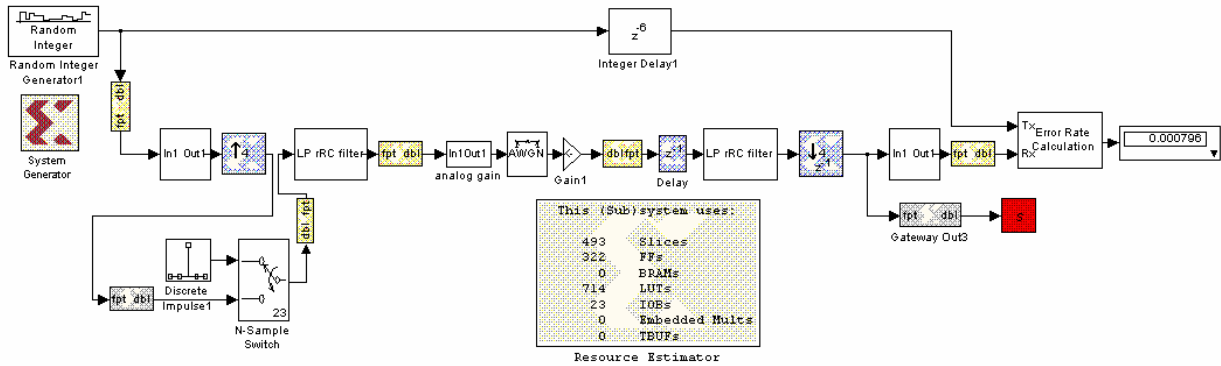 Random
Integer
Random Integer
Generator1
z-6
Integer Delay1
fpt dbl
System
Generator
In1 Out1
↑4
LP rRC filter
fpt dbl
In1Out1
analog gain
AWGN
Gain1
dbl fpt
z-1
Delay
LP rRC filter
↓4
z-1
In1 Out1
fpt dbl
Tx
Rx
Error Rate
Calculation
0.000796
fpt dbl
Gateway Out3
dbl fpt
fpt dbl
Discrete
Impulse1
23
N-Sample
Switch
This (Sub)system uses:
493 Slices
322 FFs
0 BRAMs
714 LUTs
23 IOBs
0 Embedded Mults
0 TBUFs
Resource Estimator